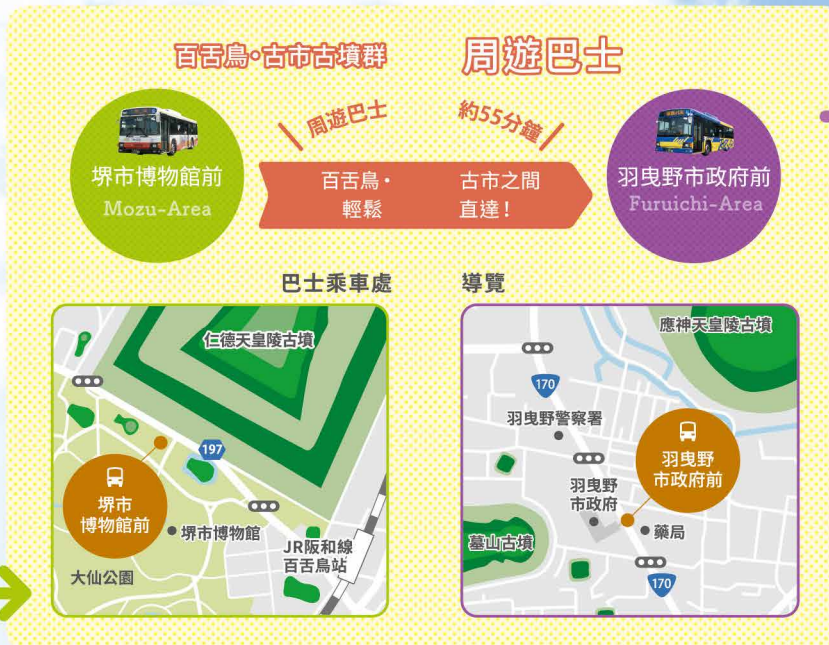 百舌鳥・古市古墳群 周遊巴士
周遊巴士
約55分鐘
堺市博物館前
Mozu-Area
百舌鳥・ 古市之間
輕鬆 直達！
羽曳野市政府前
Furuichi-Area
巴士乘車處 導覽
仁德天皇陵古墳
197
堺市
博物館前
堺市博物館
JR阪和線
百舌鳥站
大仙公園
應神天皇陵古墳
170
羽曳野警察署
羽曳野
市政府前
羽曳野
市政府
藥局
墓山古墳
170